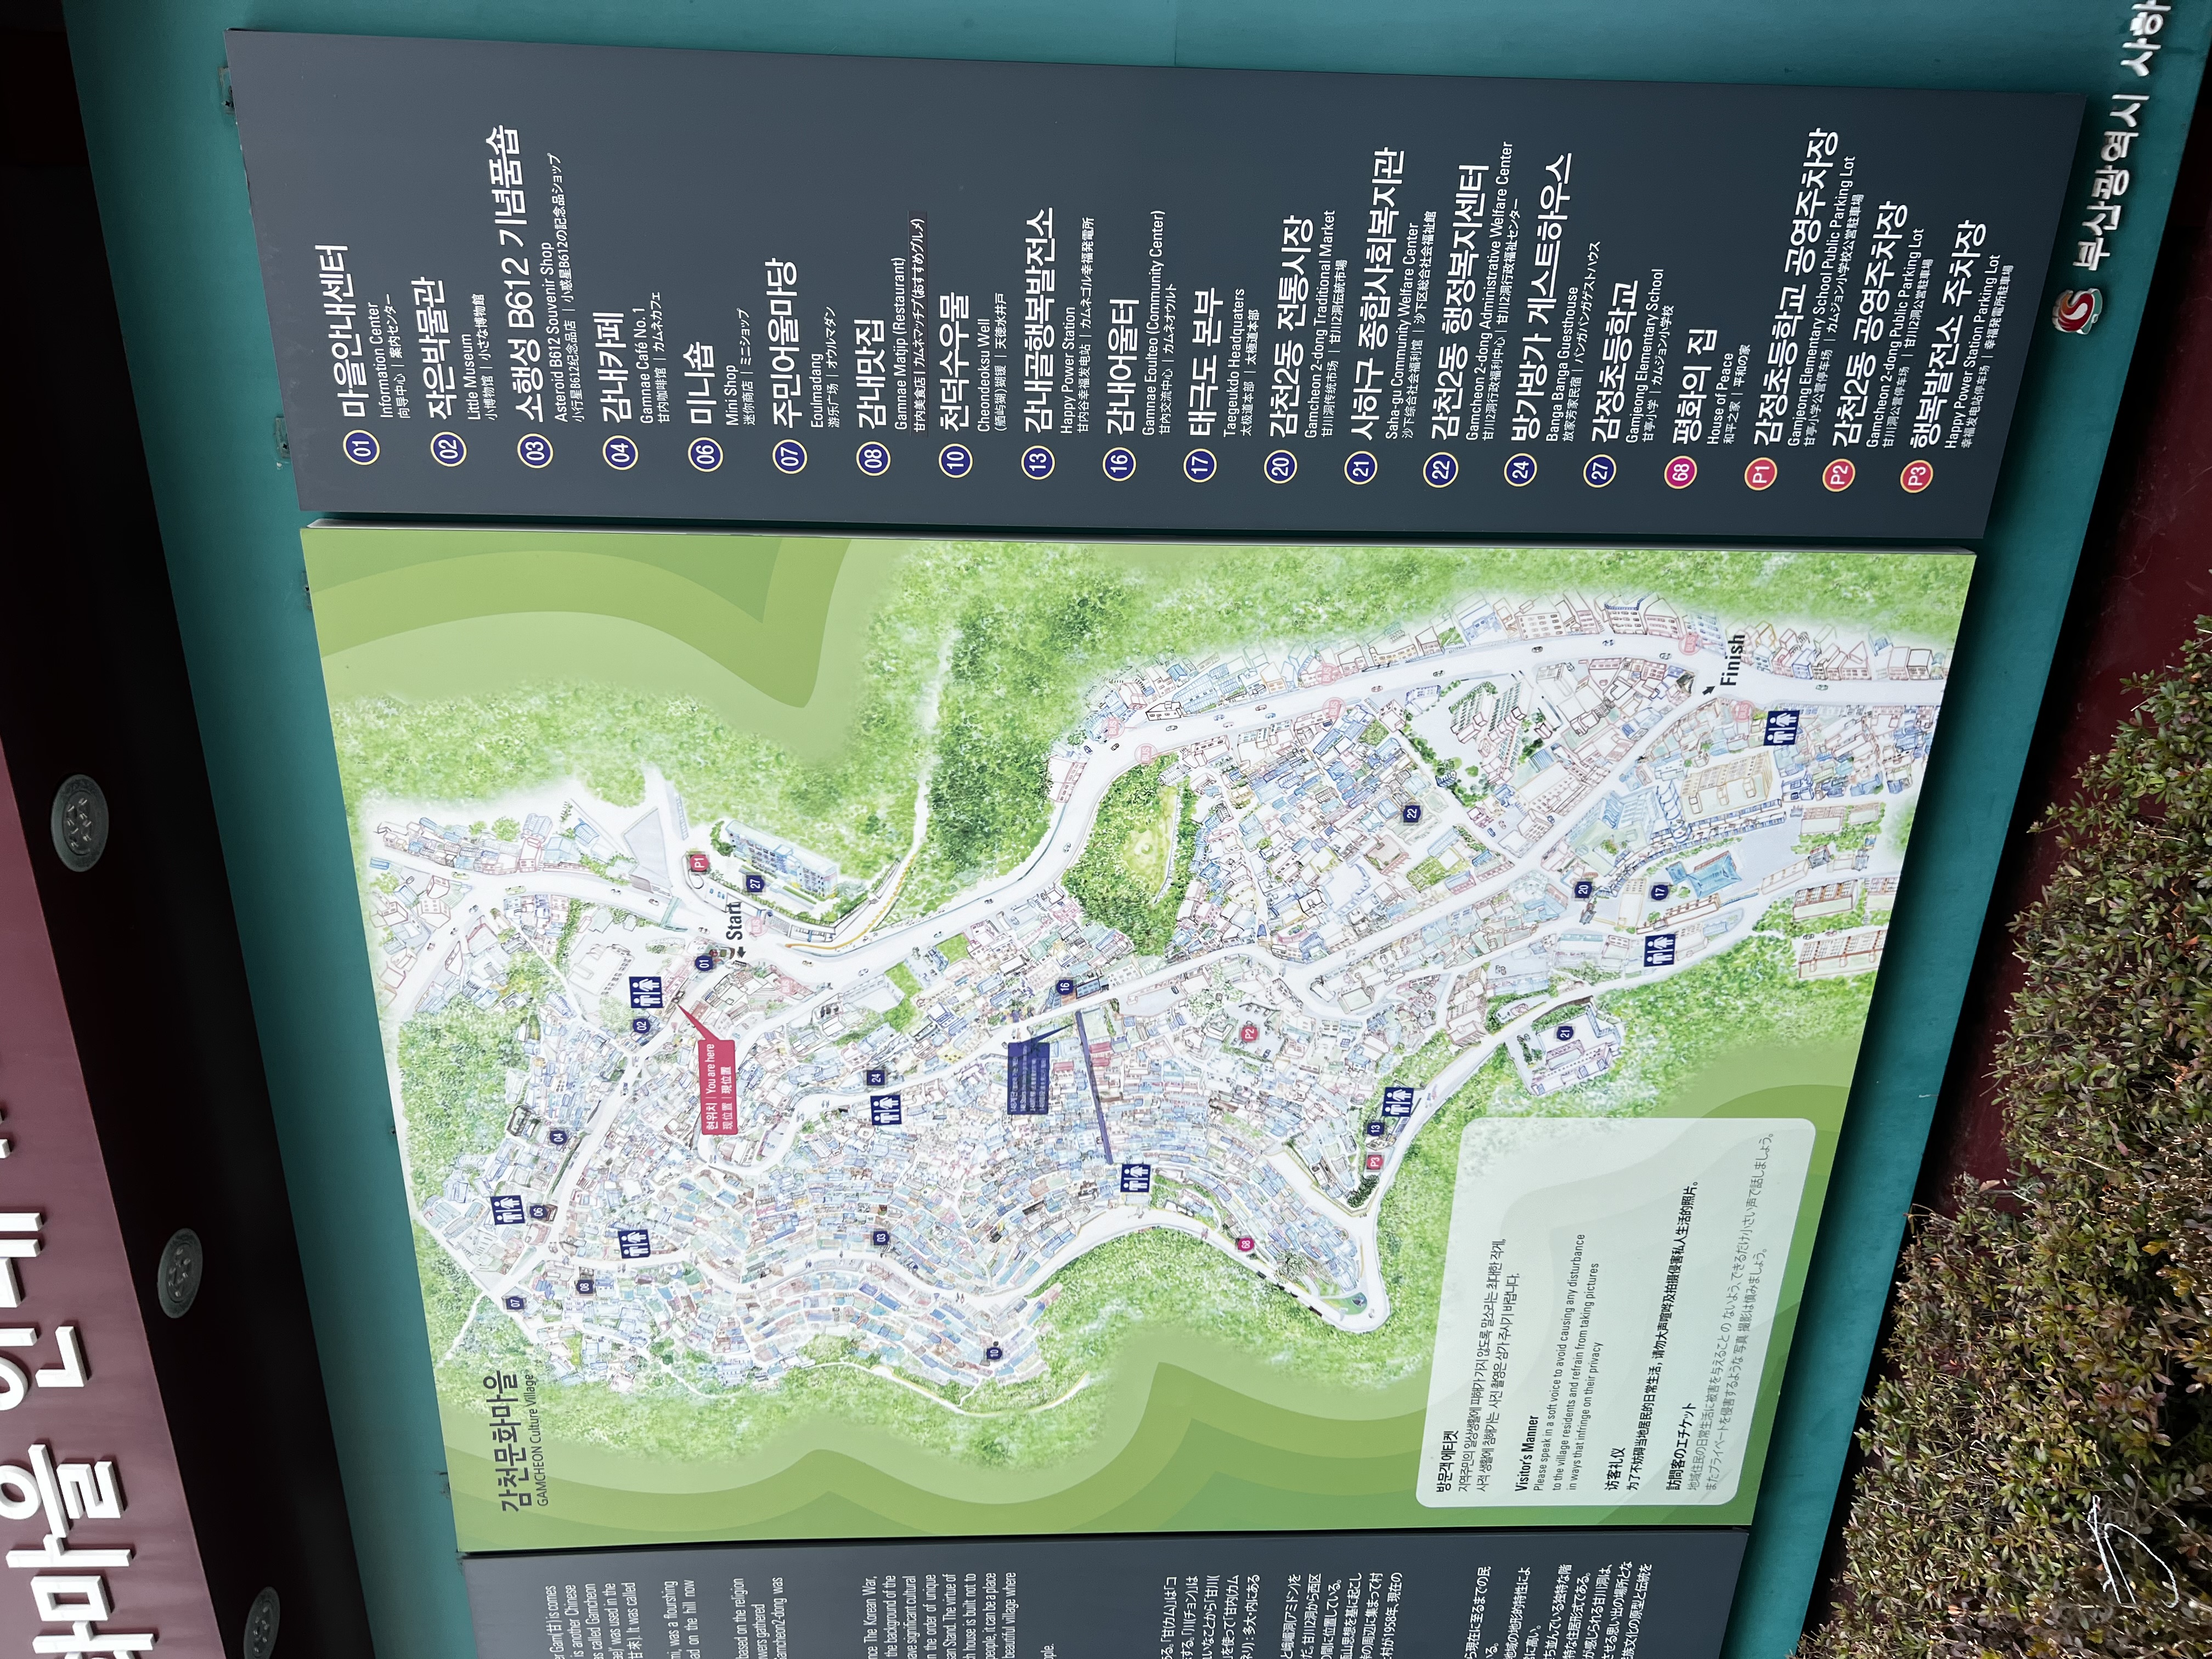 화마을 안내
er Gam(甘) is comes
is another Chinese
as called Gamcheon
ae)' was used in the
甘来). It was called
mi, was a flourishing
ad on the hill now
based on the religion
owers gathered
Gamcheon2-dong was
nce The Korean War,
the background of the
ave significant cultural
n the order of unique
san Stand. The virtue of
ch house is built not to
people, it can be a place
beautiful village where
ople.
ある。「甘(カム)」は「コ
する。「川(チョン)」は
れいなことから「甘川(
」を使って「甘内(カム
ネリ) : 多大・内にある
と峨嵋洞(アミドン)を
だ。甘川2洞から西区
の間に位置している。
山思想を基に起こし
の周辺に集まって村
村が1958年、現在の
ら現在に至るまでの民
いる。
地域の地形的特性によ
常に高い。
ち並んでいる独特な階
特な住居形式である。
が感じられる甘川洞は、
させる思い出の場所とな
民族文化の原型と伝統を
감천문화마을
GAMCHEON Culture Village
07
06
04
08
02
현위치 | You are here
现位置 | 現位置
01
P1
Start
27
03
24
10
16
68
P2
P3
13
22
21
20
17
Finish
방문객 에티켓
지역주민의 일상생활에 피해가 가지 않도록 말소리는 최대한 작게,
사적 생활에 침해가는 사진 촬영은 삼가 주시기 바랍니다.
Visitor's Manner
Please speak in a soft voice to avoid causing any disturbance
to the village residents and refrain from taking pictures
in ways that infringe on their privacy
访客礼仪
为了不妨碍当地居民的日常生活, 请勿大声喧哗及拍摄侵害私人生活的照片。
訪問客のエチケット
地域住民の日常生活に被害を与えること の ないよう、できるだけ小さい声で話しましょう。
またプライベートを侵害するような 写真 撮影は慎みましょう。
01 마을안내센터
Information Center
向导中心 | 案内センター
02 작은박물관
Little Museum
小博物馆 | 小さな博物館
03 소행성 B612 기념품숍
Asteroid B612 Souvenir Shop
小行星B612纪念品店 | 小惑星B612の記念品ショップ
04 감내카페
Gamnae Café No. 1
甘内咖啡馆 | カムネカフェ
06 미니숍
Mini Shop
迷你商店 | ミニショップ
07 주민어울마당
Eoulmadang
游乐广场 | オウルマダン
08 감내맛집
Gamnae Matjip (Restaurant)
甘内美食店 | カムネマッチプ(おすすめグルメ)
10 천덕수우물
Cheondeoksu Well
天徳水井戸
13 감내골행복발전소
Happy Power Station
甘内谷幸福发电站 | カムネゴル幸福発電所
16 감내어울터
Gamnae Eoulteo (Community Center)
甘內交流中心 | カムネオウルト
17 태극도 본부
Taegeukdo Headquaters
太极道本部 | 太極道本部
20 감천2동 전통시장
Gamcheon 2-dong Traditional Market
甘川洞传统市场 | 甘川2洞伝統市場
21 사하구 종합사회복지관
Saha-gu Community Welfare Center
沙下综合社会福利馆 | 沙下区総合社会福祉館
22 감천2동 행정복지센터
Gamcheon 2-dong Administrative Welfare Center
甘川2洞行政福利中心 | 甘川2洞行政福祉センター
24 방가방가 게스트하우스
Banga Banga Guesthouse
放家芳家民宿 | パンガパンガゲストハウス
27 감정초등학교
Gamjeong Elementary School
甘亭小学 | カムジョン小学校
68 평화의 집
House of Peace
和平之家 | 平和の家
P1 감정초등학교 공영주차장
Gamjeong Elementary School Public Parking Lot
甘亭小学公营停车场 | カムジョン小学校公営駐車場
P2 감천2동 공영주차장
Gamcheon 2-dong Public Parking Lot
甘川洞公营停车场 | 甘川2洞公営駐車場
P3 행복발전소 주차장
Happy Power Station Parking Lot
幸福发电站停车场 | 幸福発電所駐車場
부산광역시 사하